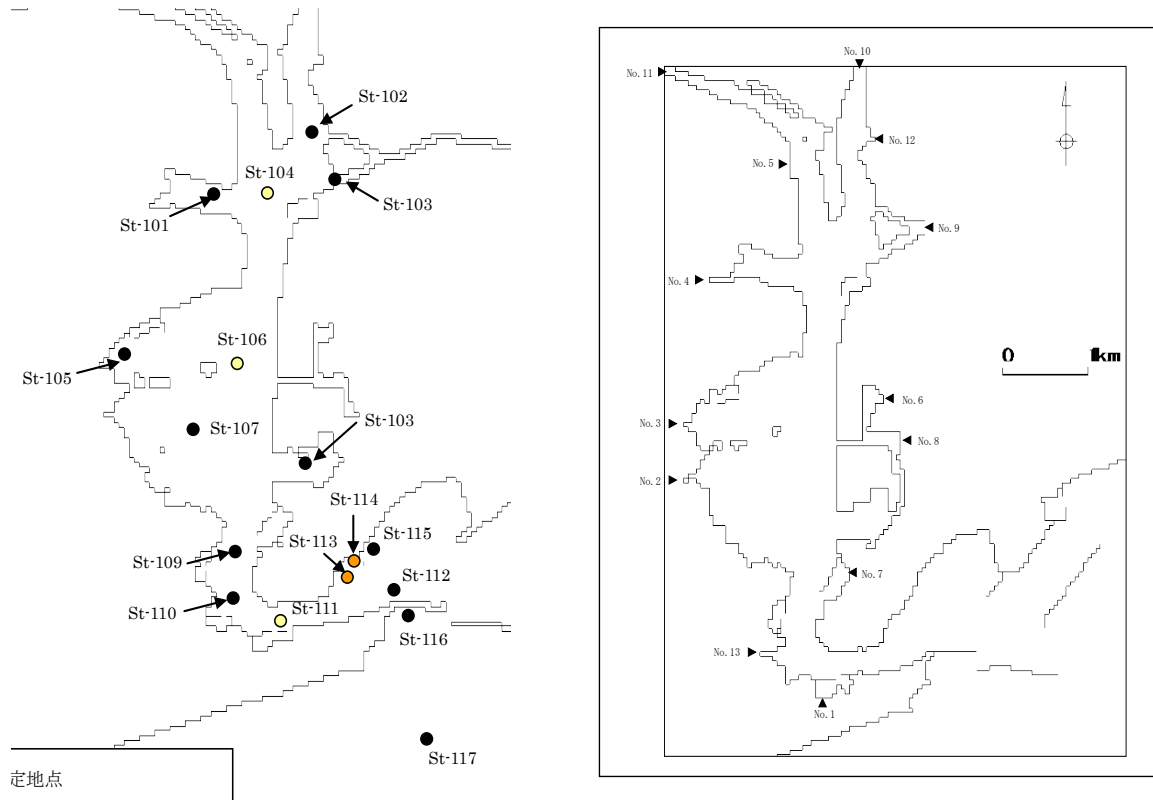 St-102
St-104
St-103
St-101
St-106
St-105
St-107
St-103
St-114
St-113
St-115
St-109
St-112
St-110
St-111
St-116
St-117
定地点
No.10
No.11
No.12
No.5
No.9
No.4
0 1km
No.6
No.3
No.8
No.2
No.7
No.13
No.1